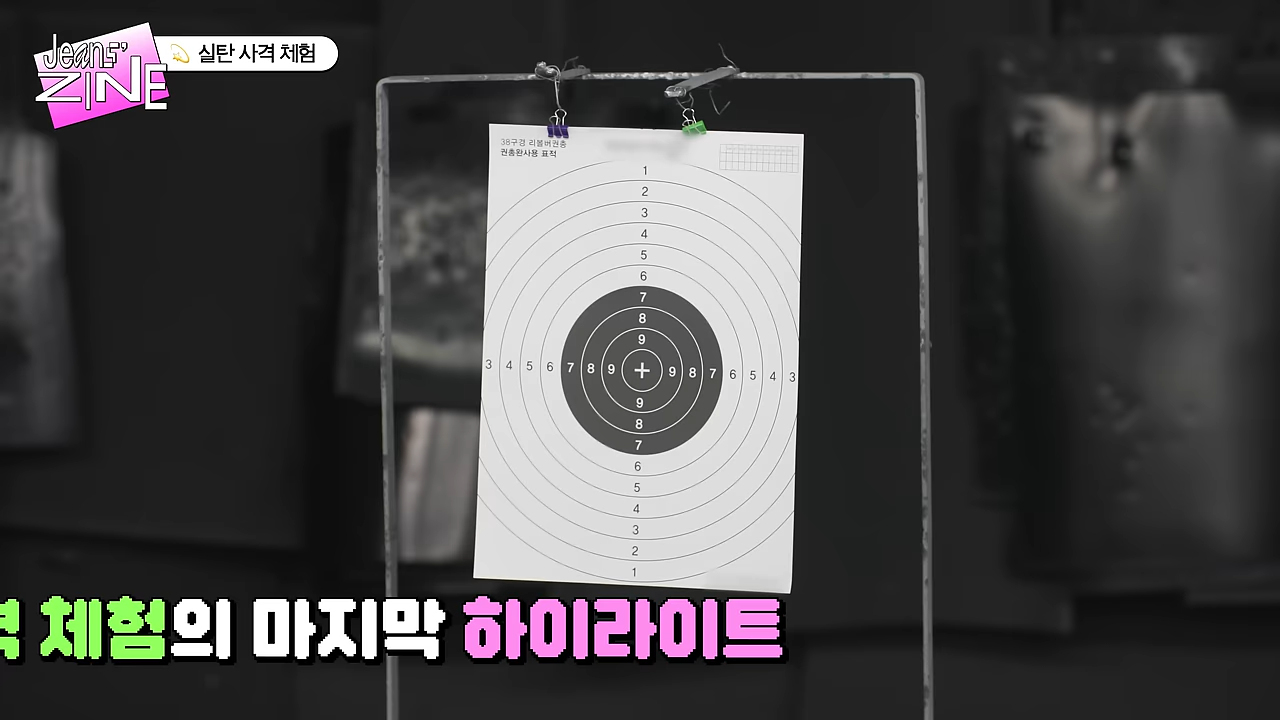 Jeans'
ZINE
실탄 사격 체험
38구경 리볼버권총
권총완사용 표적
1
2
3
4
5
6
7
8
9
3 4 5 6 7 8 9 9 8 7 6 5 4 3
9
8
7
6
5
4
3
2
1
체험의 마지막 하이라이트